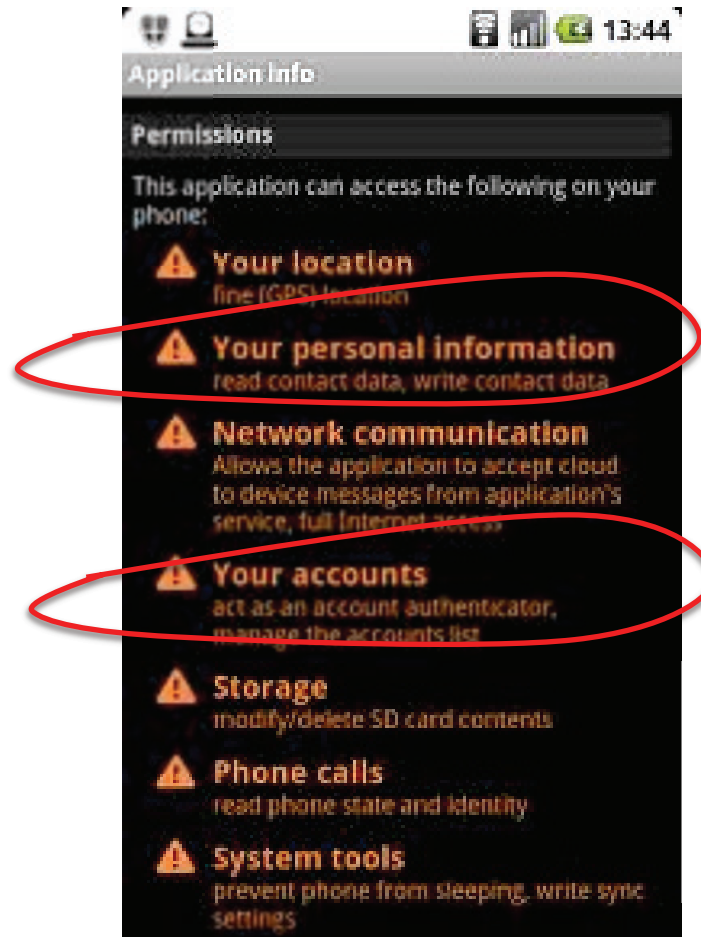 13:44
Application info
Permissions
This application can access the following on your
phone:
Your location
fine (GPS) location
Your personal information
read contact data, write contact data
Network communication
Allows the application to accept cloud
to device messages from application's
service, full Internet access
Your accounts
act as an account authenticator,
manage the accounts list
Storage
modify/delete SD card contents
Phone calls
read phone state and identity
System tools
prevent phone from sleeping, write sync
settings